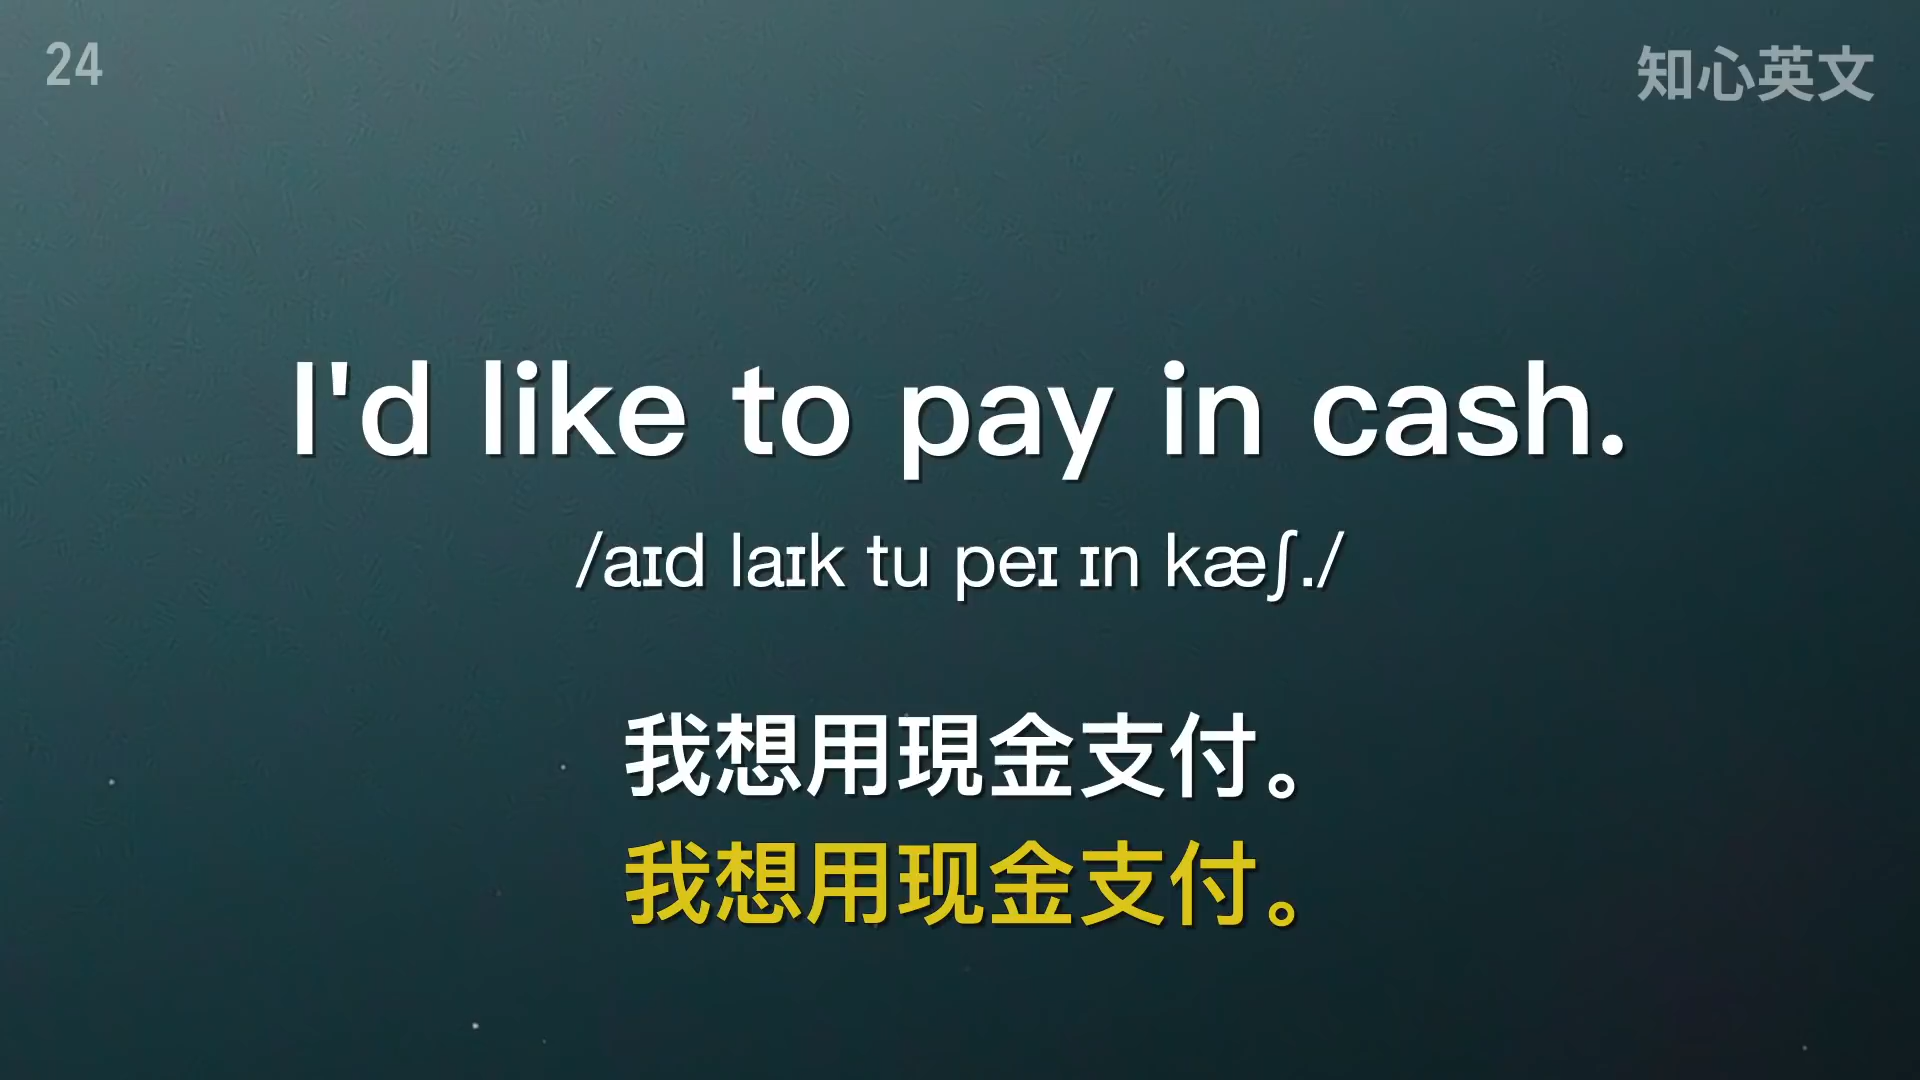 24
知心英文
I'd like to pay in cash.
/aɪd laɪk tu peɪ ɪn kæʃ./
我想用現金支付。
我想用现金支付。